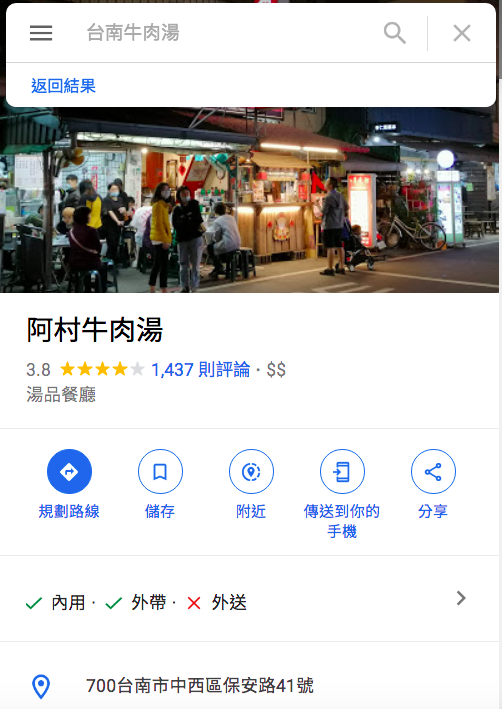 台南牛肉湯
返回結果
阿村牛肉湯
3.8 1,437 則評論 · $$
湯品餐廳
規劃路線
儲存
附近
傳送到你的
手機
分享
內用 · 外帶 · 外送
700台南市中西區保安路41號